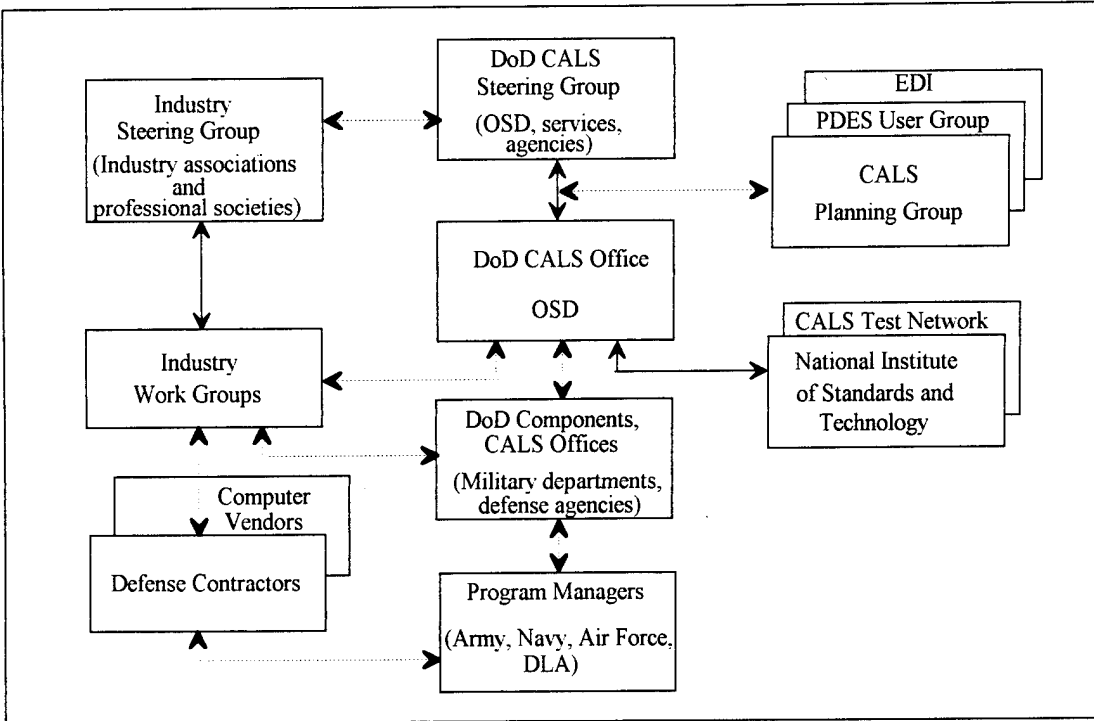 DoD CALS
Steering Group
(OSD, services,
agencies)
Industry
Steering Group
(Industry associations
and
professional societies)
EDI
PDES User Group
CALS
Planning Group
DoD CALS Office
OSD
CALS Test Network
National Institute
of Standards and
Technology
Industry
Work Groups
DoD Components,
CALS Offices
(Military departments,
defense agencies)
Computer
Vendors
Defense Contractors
Program Managers
(Army, Navy, Air Force,
DLA)